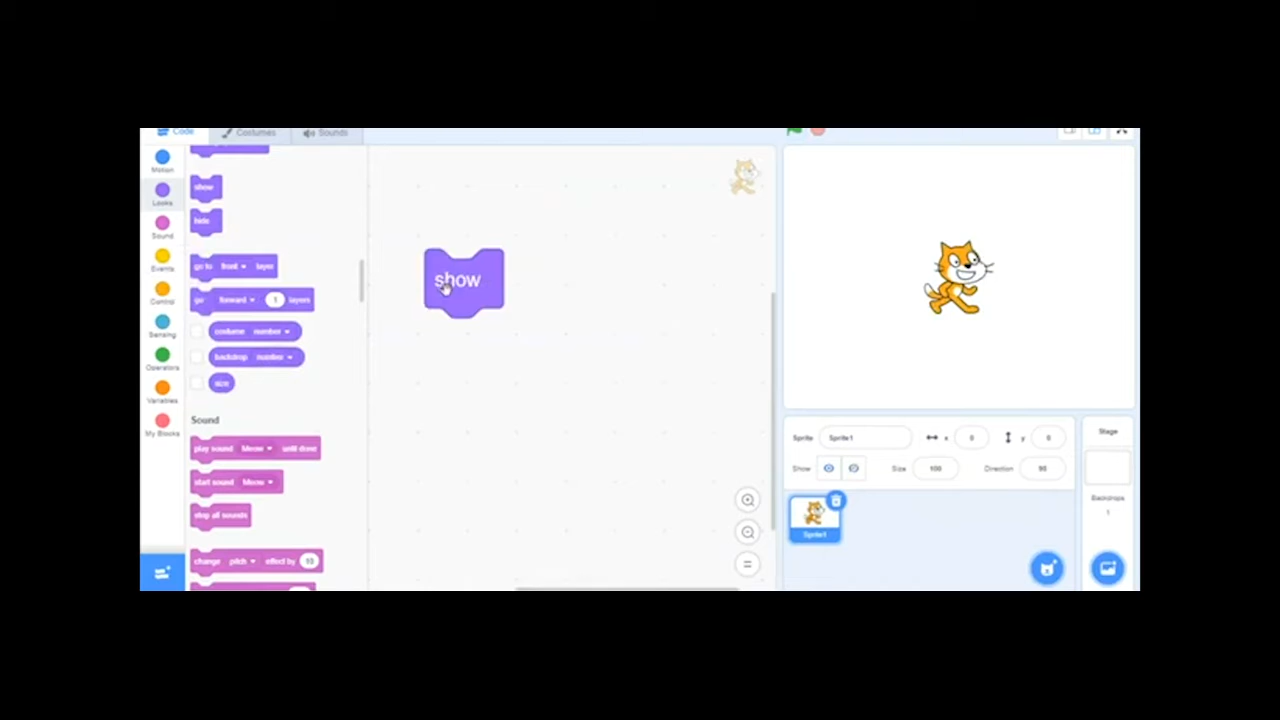 Code Costumes Sounds
Motion
Looks
Sound
Events
Control
Sensing
Operators
Variables
My Blocks
show
hide
go to front layer
go forward 1 layers
costume number
backdrop number
size
Sound
play sound Meow until done
start sound Meow
stop all sounds
change pitch effect by 10
show
Sprite Sprite1 x 0 y 0
Show Size 100 Direction 90
Sprite1
Stage
Backdrops
1